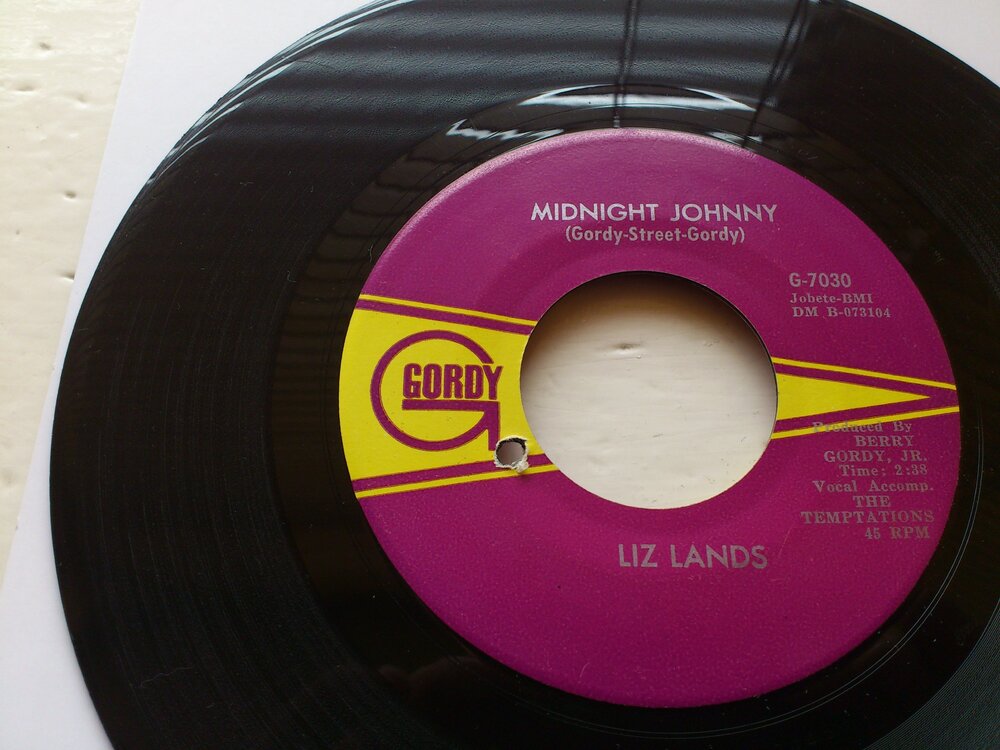 MIDNIGHT JOHNNY
(Gordy-Street-Gordy)
G-7030
Jobete-BMI
DM B-073104
GORDY
Produced By
BERRY
GORDY, JR.
Time: 2:38
Vocal Accomp.
THE
TEMPTATIONS
45 RPM
LIZ LANDS